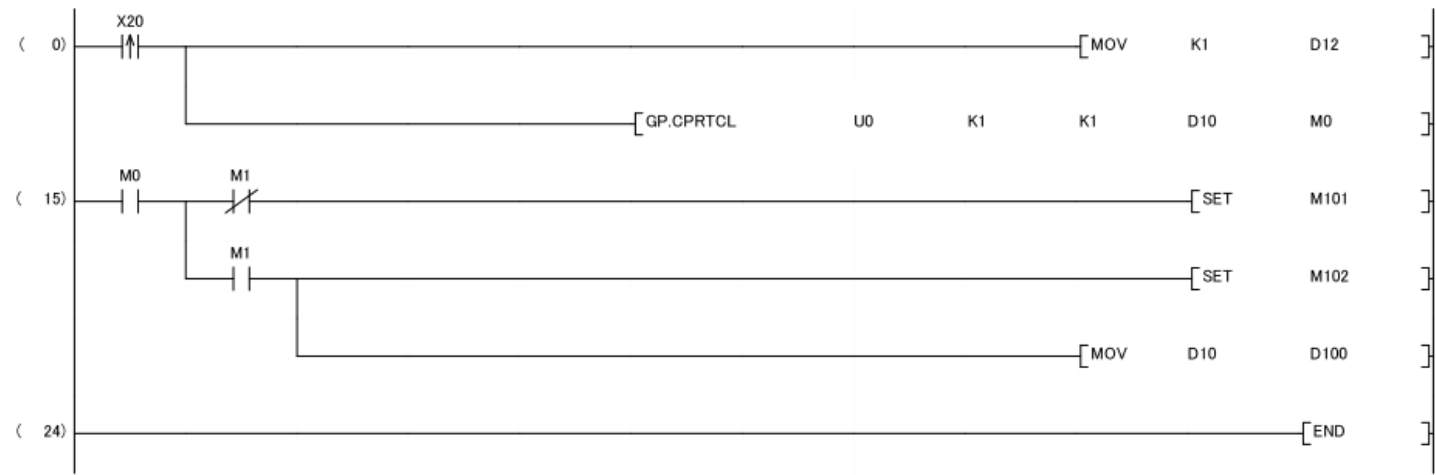 X20
( 0) MOV K1 D12
GP.CPRTCL U0 K1 K1 D10 M0
M0 M1
( 15) SET M101
M1
SET M102
MOV D10 D100
( 24) END